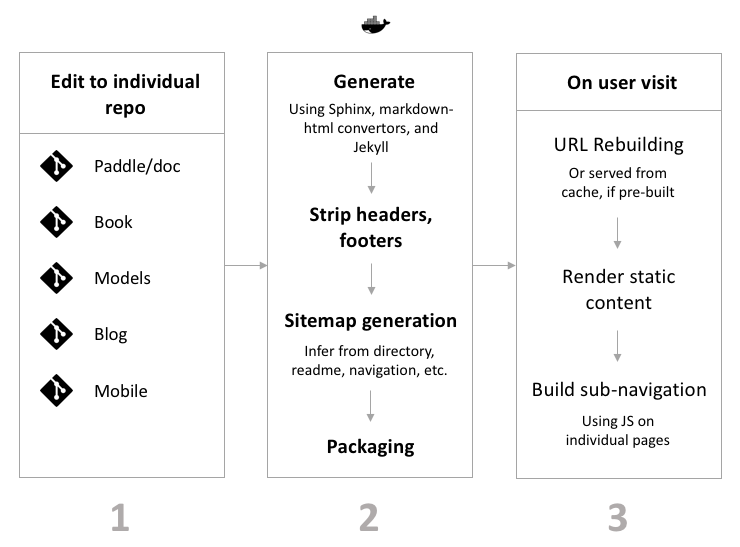 Edit to individual
repo
Paddle/doc
Book
Models
Blog
Mobile
1
Generate
Using Sphinx, markdown-
html convertors, and
Jekyll
Strip headers,
footers
Sitemap generation
Infer from directory,
readme, navigation, etc.
Packaging
2
On user visit
URL Rebuilding
Or served from
cache, if pre-built
Render static
content
Build sub-navigation
Using JS on
individual pages
3